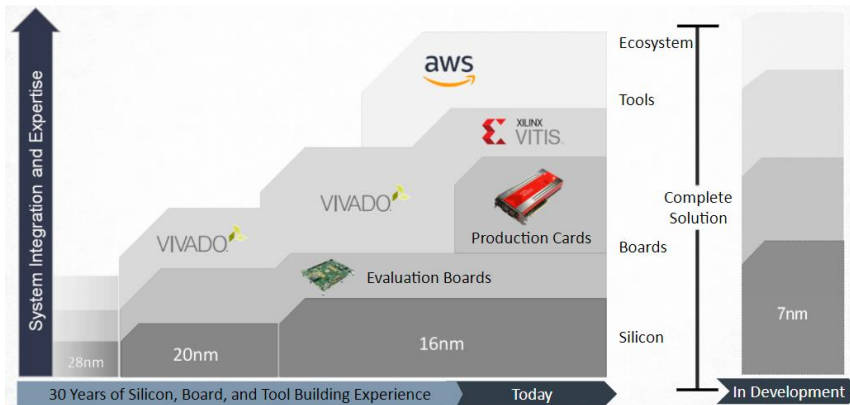 System Integration and Expertise
aws
Ecosystem
Tools
XILINX
VITIS
VIVADO
VIVADO
Production Cards
Complete
Solution
Boards
Evaluation Boards
28nm
20nm
16nm
Silicon
7nm
30 Years of Silicon, Board, and Tool Building Experience
Today
In Development